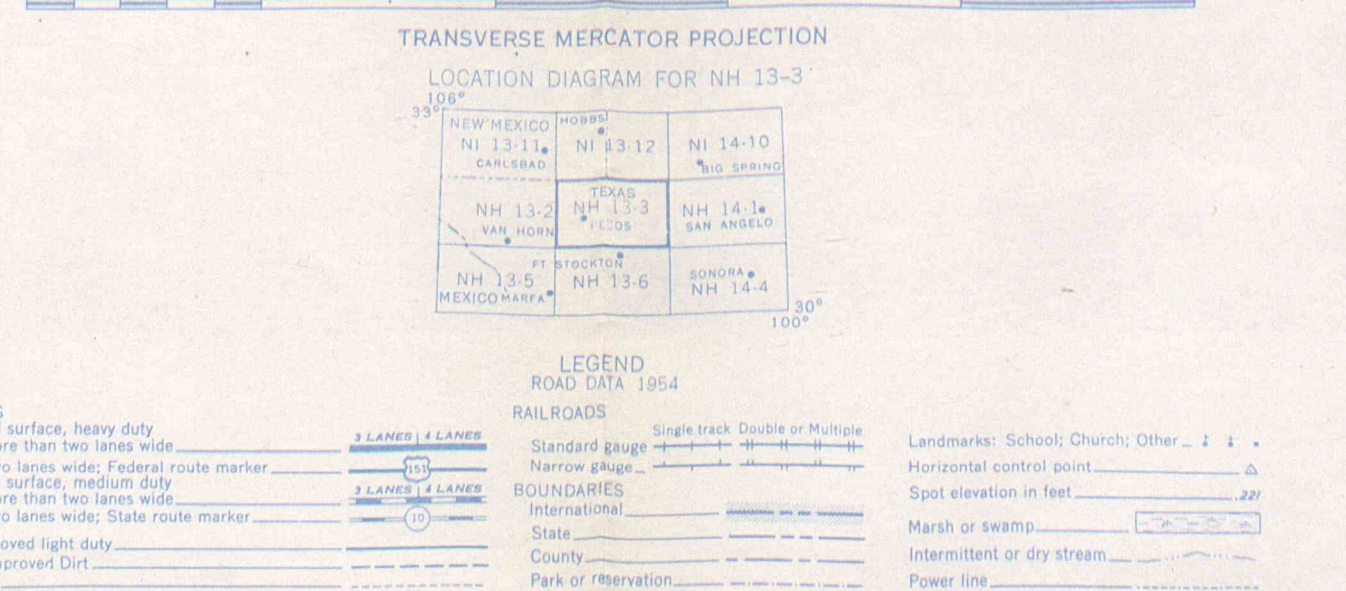 TRANSVERSE MERCATOR PROJECTION
LOCATION DIAGRAM FOR NH 13-3
106°
33°
NEW MEXICO
HOBBS
NI 13-11
NI 13-12
NI 14-10
CARLSBAD
BIG SPRING
TEXAS
NH 13-2
NH 13-3
NH 14-1
VAN HORN
SAN ANGELO
FT. STOCKTON
SONORA
NH 13-5
NH 13-6
NH 14-4
MEXICO
MARFA
30°
100°
LEGEND
ROAD DATA 1954
S
surface, heavy duty
re than two lanes wide
3 LANES | 4 LANES
o lanes wide; Federal route marker
151
surface, medium duty
re than two lanes wide
3 LANES | 4 LANES
o lanes wide; State route marker
10
oved light duty
proved Dirt
RAILROADS
Single track Double or Multiple
Standard gauge
Narrow gauge
BOUNDARIES
International
State
County
Park or reservation
Landmarks: School; Church; Other
Horizontal control point
Spot elevation in feet
.221
Marsh or swamp
Intermittent or dry stream
Power line